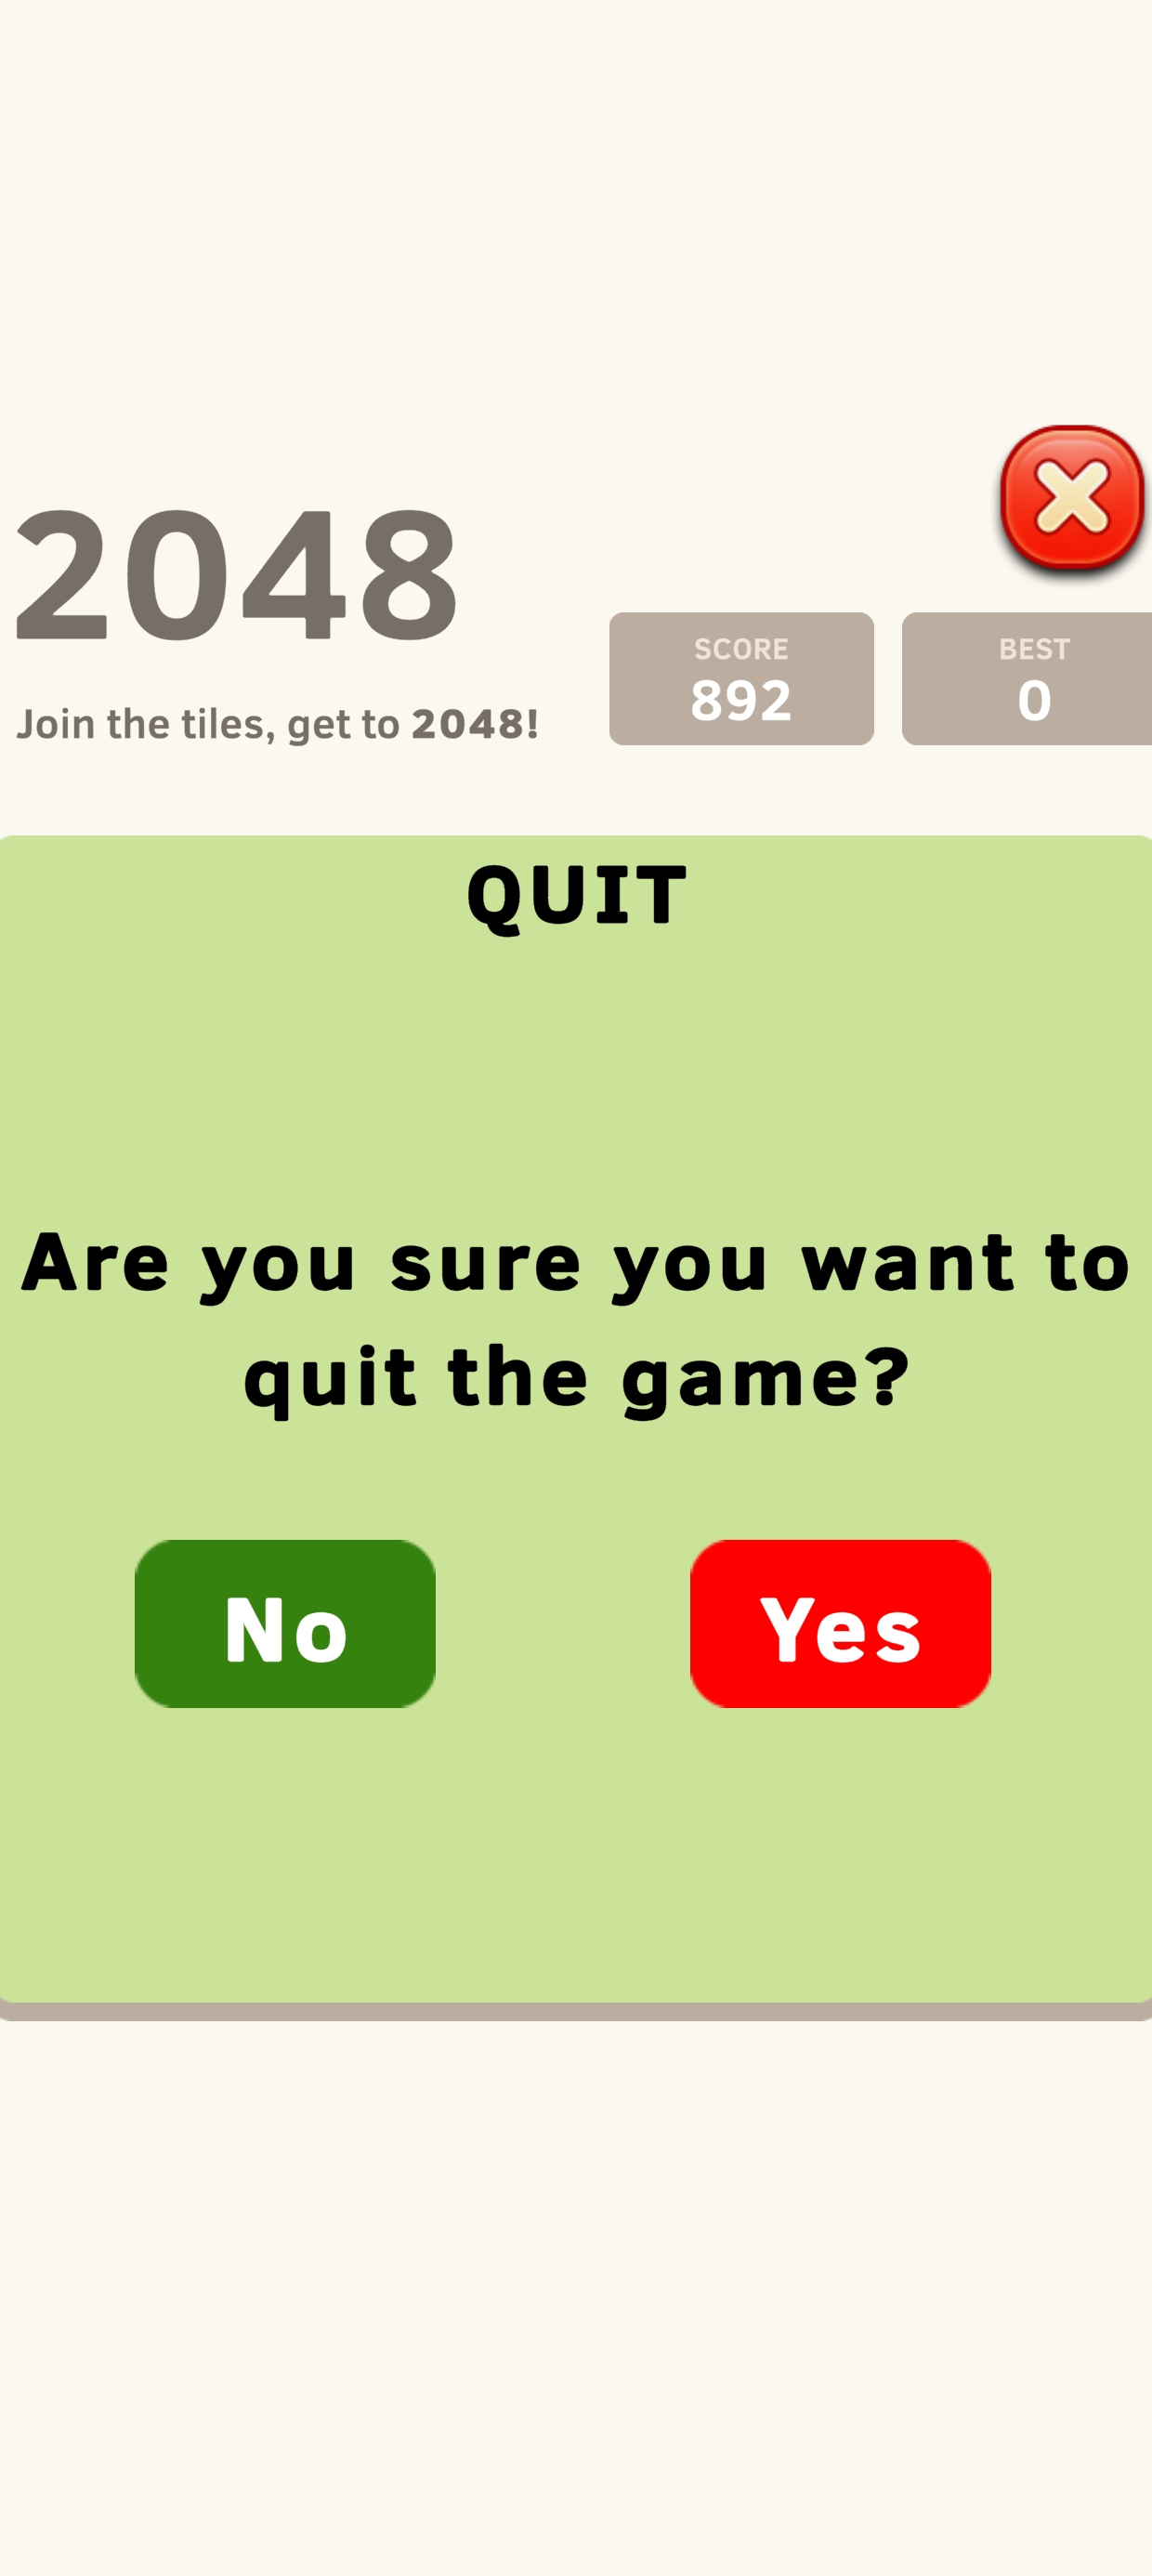 2048
SCORE
BEST
892
0
Join the tiles, get to 2048!
QUIT
Are you sure you want to
quit the game?
No
Yes